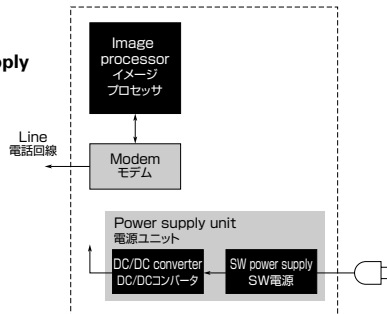 Image
processor
イメージ
プロセッサ
Line
電話回線
Modem
モデム
Power supply unit
電源ユニット
DC/DC converter
DC/DCコンバータ
SW power supply
SW電源